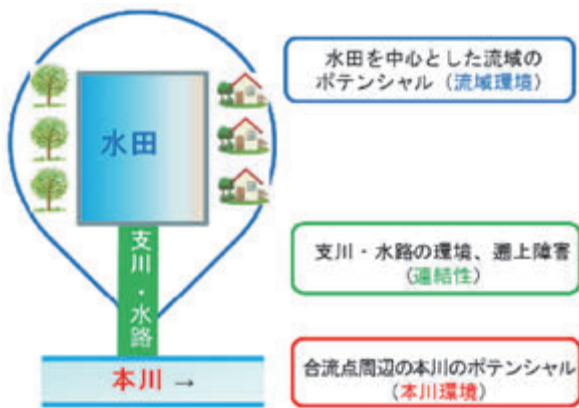 水田
支川・水路
本川 →
水田を中心とした流域の
ポテンシャル(流域環境)
支川・水路の環境、遡上障害
(連結性)
合流点周辺の本川のポテンシャル
(本川環境)